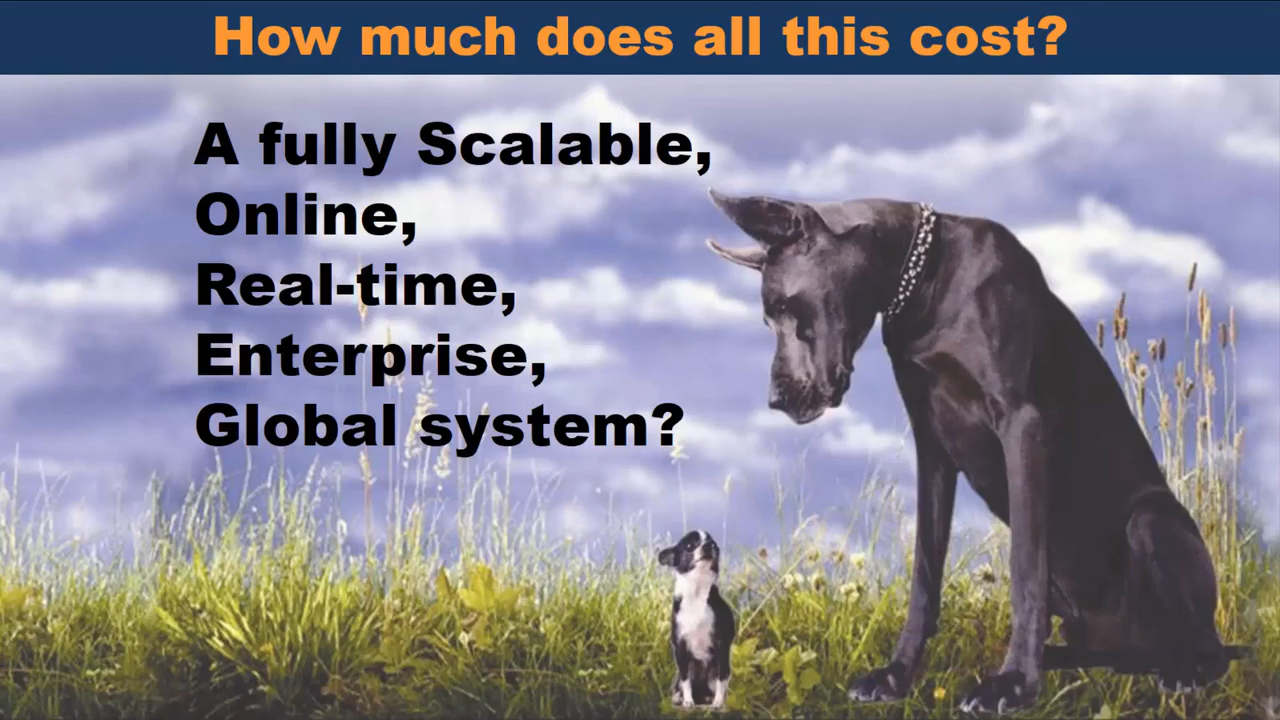 How much does all this cost?
A fully Scalable,
Online,
Real-time,
Enterprise,
Global system?